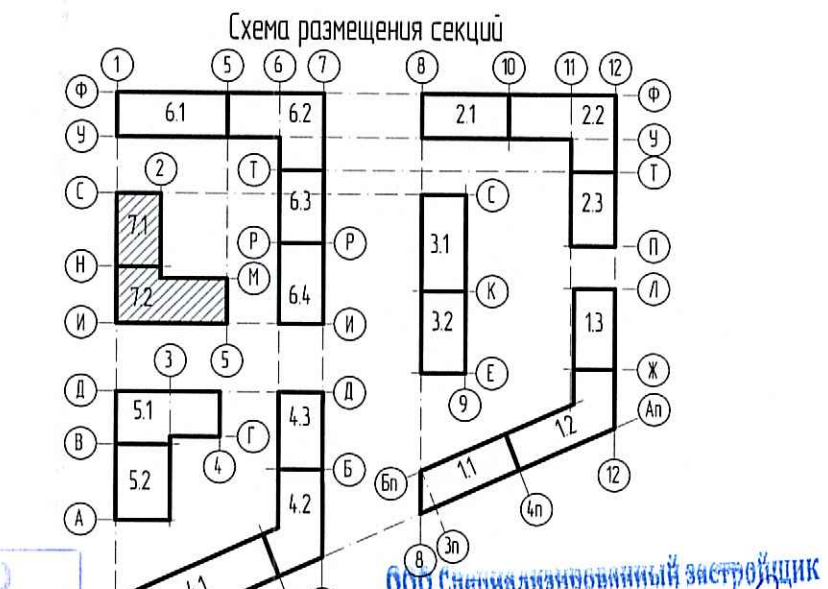 Схема размещения секций
1 5 6 7 8 10 11 12
Ф 6.1 6.2 2.1 2.2 Ф
У У
2 Т Т
С 7.1 6.3 С 2.3
Р Р 3.1 П
Н М
7.2 6.4 К Л
И И 3.2 1.3
3 5 Е Ж
Д 5.1 4.3 Д 9 Ап
Г 1.2
В 4 Б 1.1 12
5.2 4.2 Бп
А 4п
8 3п
4.1
ООО Специализированный застройщик